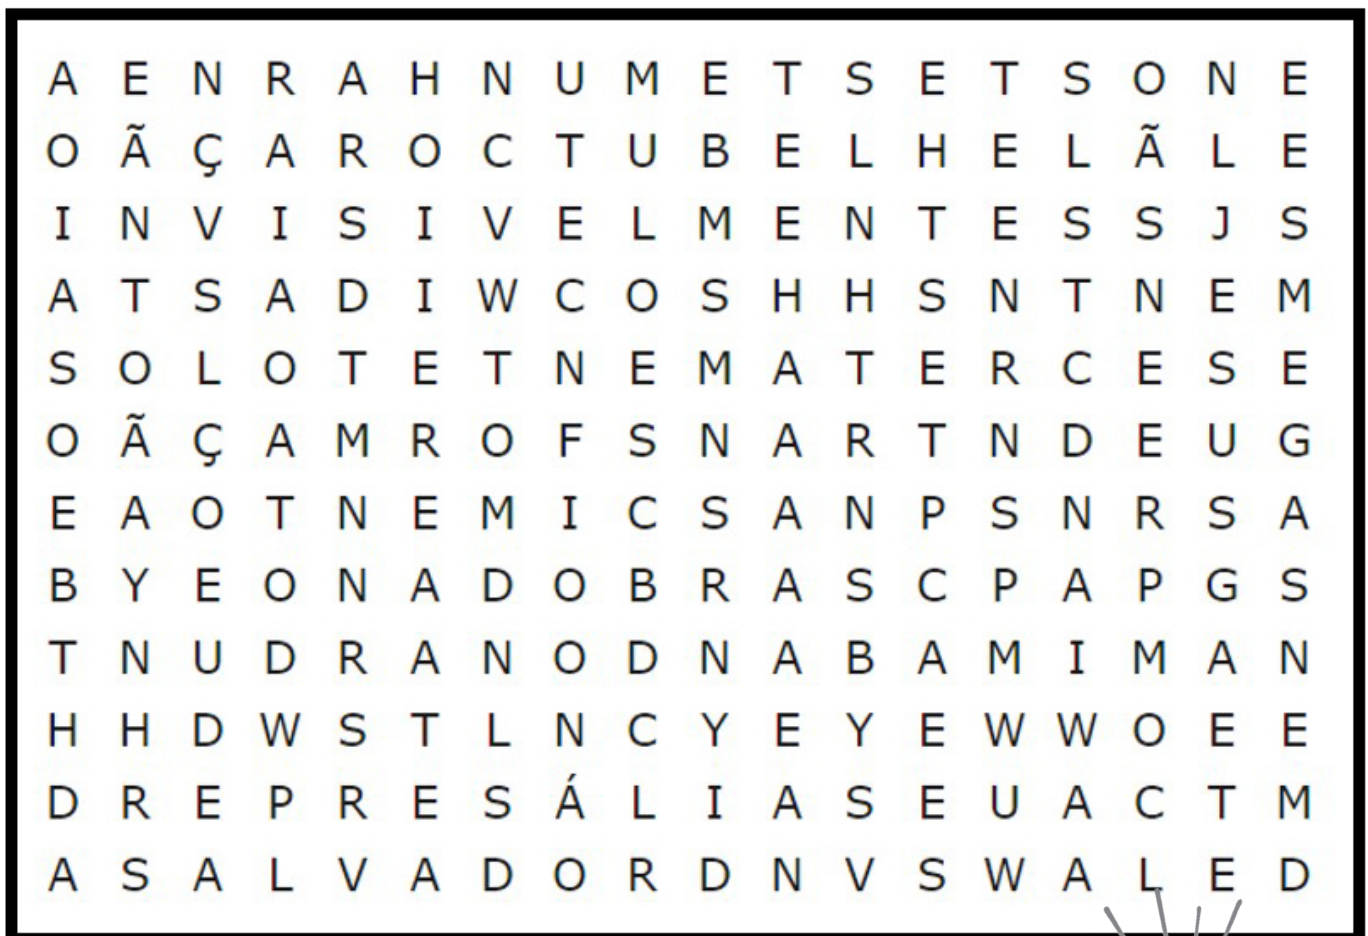 A E N R A H N U M E T S E T S O N E
O Ã Ç A R O C T U B E L H E L Ã L E
I N V I S I V E L M E N T E S S J S
A T S A D I W C O S H H S N T N E M
S O L O T E T N E M A T E R C E S E
O Ã Ç A M R O F S N A R T N D E U G
E A O T N E M I C S A N P S N R S A
B Y E O N A D O B R A S C P A P G S
T N U D R A N O D N A B A M I M A N
H H D W S T L N C Y E Y E W W O E E
D R E P R E S Á L I A S E U A C T M
A S A L V A D O R D N V S W A L E D